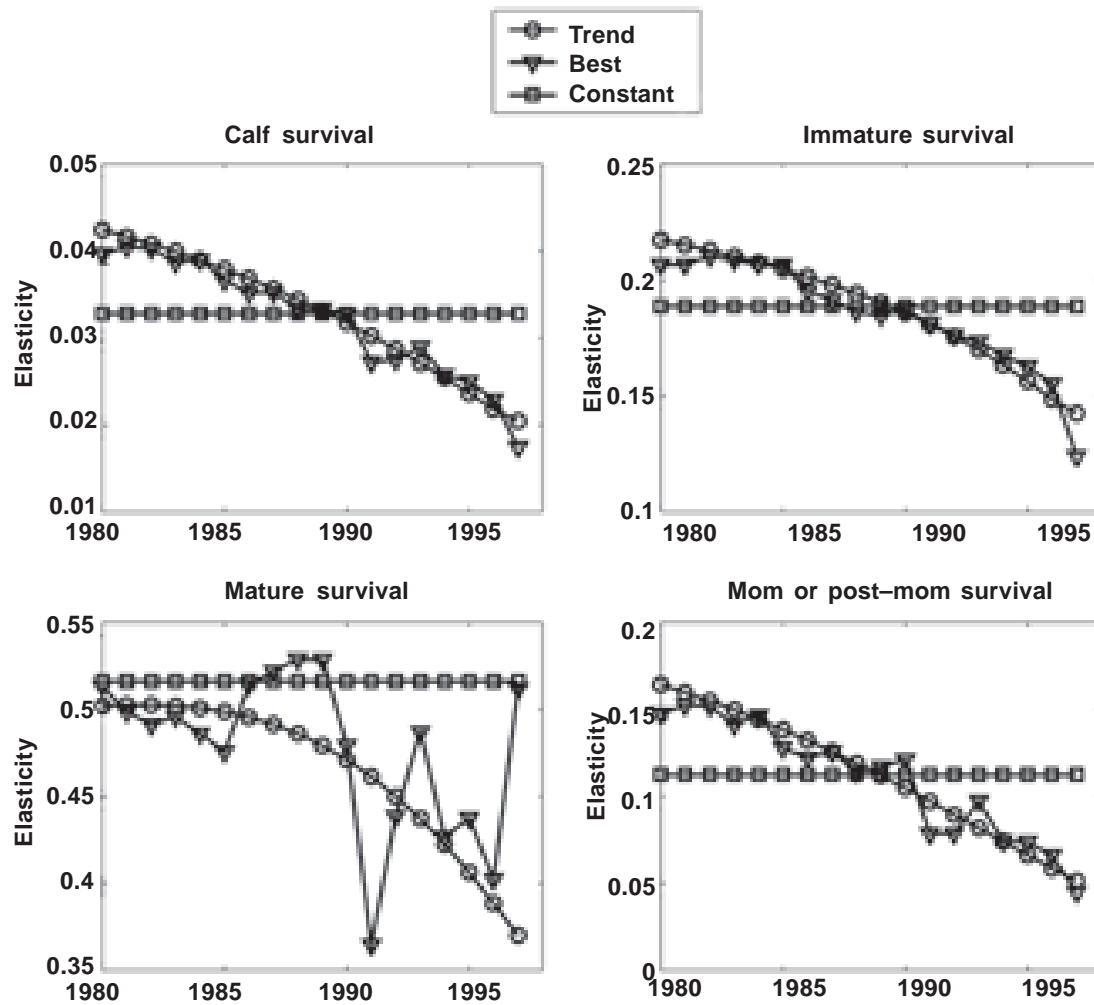 Trend
Best
Constant
Calf survival
0.05
0.04
0.03
0.02
0.01
Elasticity
1980 1985 1990 1995
Immature survival
0.25
0.2
0.15
0.1
Elasticity
1980 1985 1990 1995
Mature survival
0.55
0.5
0.45
0.4
0.35
Elasticity
1980 1985 1990 1995
Mom or post–mom survival
0.2
0.15
0.1
0.05
0
Elasticity
1980 1985 1990 1995